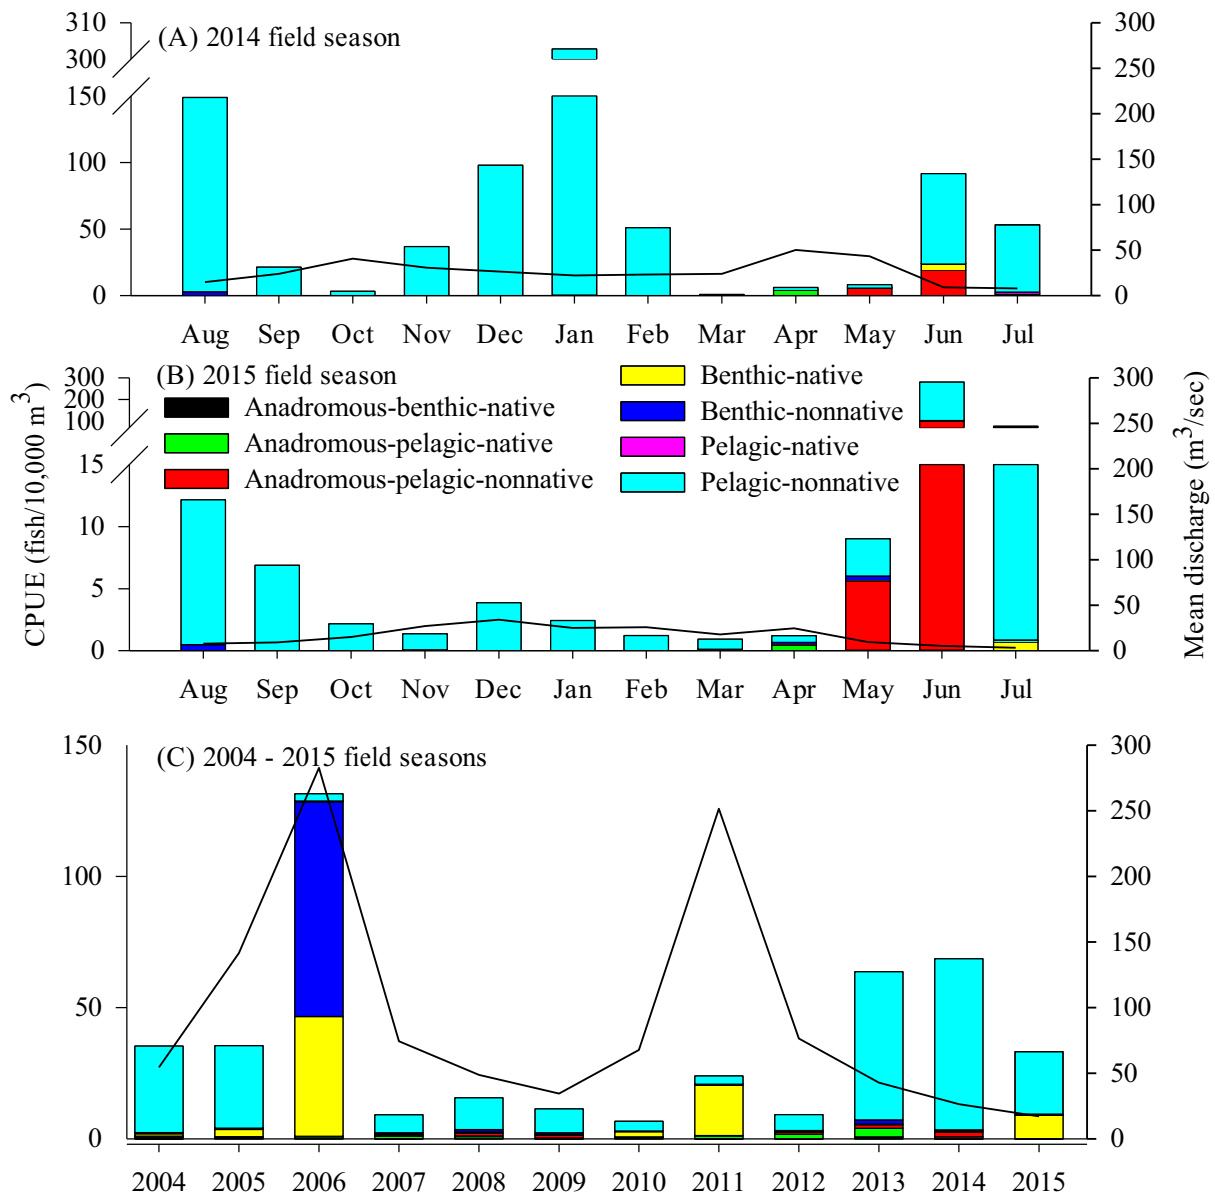 (A) 2014 field season
310
300
150
100
50
0
300
250
200
150
100
50
0
Aug Sep Oct Nov Dec Jan Feb Mar Apr May Jun Jul
CPUE (fish/10,000 m³)
Mean discharge (m³/sec)
(B) 2015 field season
300
200
100
15
10
5
0
Anadromous-benthic-native
Anadromous-pelagic-native
Anadromous-pelagic-nonnative
Benthic-native
Benthic-nonnative
Pelagic-native
Pelagic-nonnative
300
250
200
150
100
50
0
Aug Sep Oct Nov Dec Jan Feb Mar Apr May Jun Jul
(C) 2004 - 2015 field seasons
150
100
50
0
300
250
200
150
100
50
0
2004 2005 2006 2007 2008 2009 2010 2011 2012 2013 2014 2015